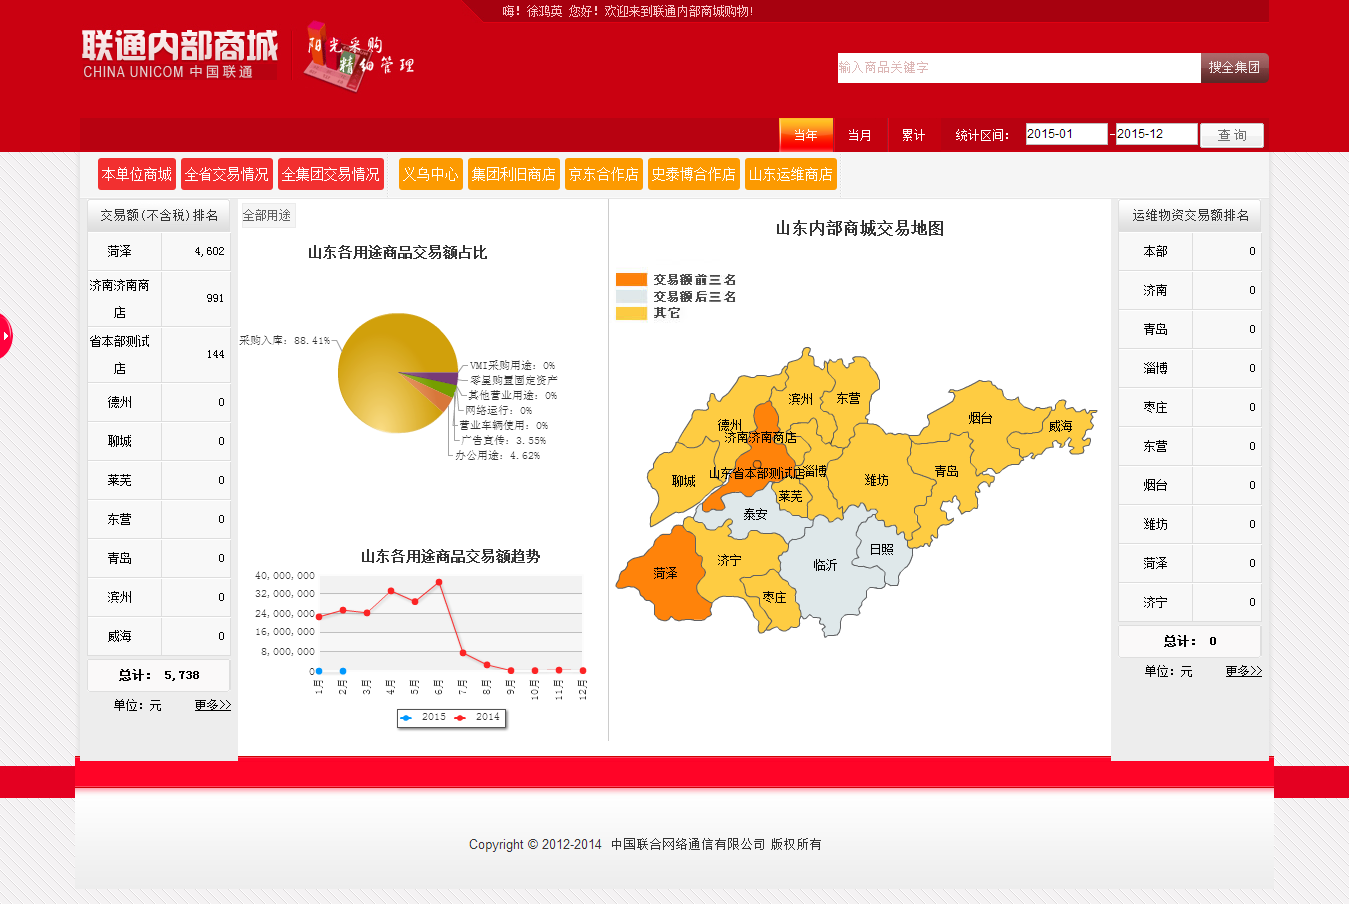 嗨！徐鸿英 您好！欢迎来到联通内部商城购物！
联通内部商城
CHINA UNICOM 中国联通
阳光采购
精细管理
输入商品关键字
搜全集团
当年 当月 累计 统计区间： 2015-01 - 2015-12 查 询
本单位商城 全省交易情况 全集团交易情况 义乌中心 集团利旧商店 京东合作店 史泰博合作店 山东运维商店
交易额(不含税)排名
菏泽 4,602
济南济南商店 991
省本部测试店 144
德州 0
聊城 0
莱芜 0
东营 0
青岛 0
滨州 0
威海 0
总计： 5,738
单位：元 更多>>
全部用途
山东各用途商品交易额占比
采购入库：88.41%
VMI采购用途：0%
零星购置固定资产
其他营业用途：0%
网络运行：0%
营业车辆使用：0%
广告宣传：3.55%
办公用途：4.62%
山东各用途商品交易额趋势
40,000,000
32,000,000
24,000,000
16,000,000
8,000,000
0
1月 2月 3月 4月 5月 6月 7月 8月 9月 10月 11月 12月
2015 2014
山东内部商城交易地图
交易额前三名
交易额后三名
其它
滨州
东营
德州
烟台
威海
济南济南商店
山东省本部测试店
淄博
青岛
聊城
潍坊
莱芜
泰安
日照
济宁
临沂
菏泽
枣庄
运维物资交易额排名
本部 0
济南 0
青岛 0
淄博 0
枣庄 0
东营 0
烟台 0
潍坊 0
菏泽 0
济宁 0
总计： 0
单位：元 更多>>
Copyright © 2012-2014 中国联合网络通信有限公司 版权所有